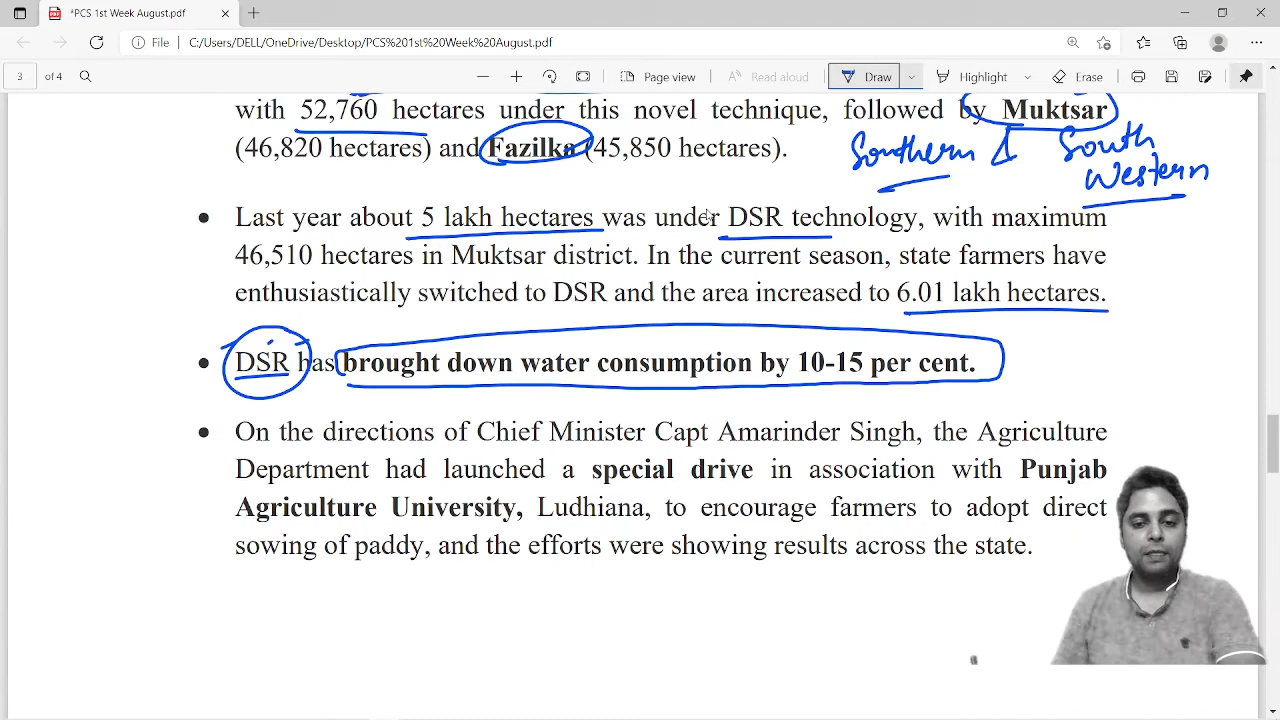 *PCS 1st Week August.pdf
File C:/Users/DELL/OneDrive/Desktop/PCS%201st%20Week%20August.pdf
3 of 4 Page view Read aloud Draw Highlight Erase
with 52,760 hectares under this novel technique, followed by Muktsar
(46,820 hectares) and Fazilka (45,850 hectares).
Southern & South
Western
• Last year about 5 lakh hectares was under DSR technology, with maximum
46,510 hectares in Muktsar district. In the current season, state farmers have
enthusiastically switched to DSR and the area increased to 6.01 lakh hectares.
• DSR has brought down water consumption by 10-15 per cent.
• On the directions of Chief Minister Capt Amarinder Singh, the Agriculture
Department had launched a special drive in association with Punjab
Agriculture University, Ludhiana, to encourage farmers to adopt direct
sowing of paddy, and the efforts were showing results across the state.